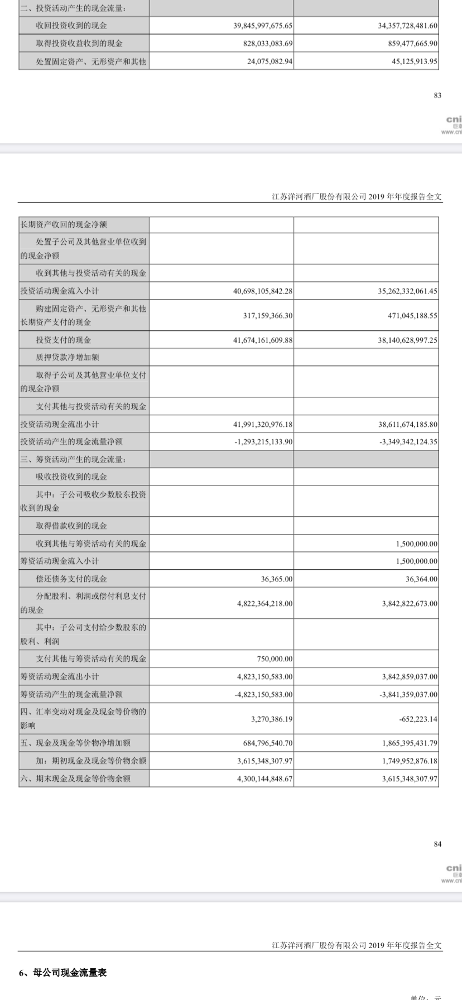 二、投资活动产生的现金流量：
收回投资收到的现金 39,845,997,675.65 34,357,728,481.60
取得投资收益收到的现金 828,033,083.69 859,477,665.90
处置固定资产、无形资产和其他 24,075,082.94 45,125,913.95
83
cni
巨潮
www.cni
江苏洋河酒厂股份有限公司 2019 年年度报告全文
长期资产收回的现金净额
处置子公司及其他营业单位收到
的现金净额
收到其他与投资活动有关的现金
投资活动现金流入小计 40,698,105,842.28 35,262,332,061.45
购建固定资产、无形资产和其他
长期资产支付的现金 317,159,366.30 471,045,188.55
投资支付的现金 41,674,161,609.88 38,140,628,997.25
质押贷款净增加额
取得子公司及其他营业单位支付
的现金净额
支付其他与投资活动有关的现金
投资活动现金流出小计 41,991,320,976.18 38,611,674,185.80
投资活动产生的现金流量净额 -1,293,215,133.90 -3,349,342,124.35
三、筹资活动产生的现金流量：
吸收投资收到的现金
其中：子公司吸收少数股东投资
收到的现金
取得借款收到的现金
收到其他与筹资活动有关的现金 1,500,000.00
筹资活动现金流入小计 1,500,000.00
偿还债务支付的现金 36,365.00 36,364.00
分配股利、利润或偿付利息支付
的现金 4,822,364,218.00 3,842,822,673.00
其中：子公司支付给少数股东的
股利、利润
支付其他与筹资活动有关的现金 750,000.00
筹资活动现金流出小计 4,823,150,583.00 3,842,859,037.00
筹资活动产生的现金流量净额 -4,823,150,583.00 -3,841,359,037.00
四、汇率变动对现金及现金等价物的
影响 3,270,386.19 -652,223.14
五、现金及现金等价物净增加额 684,796,540.70 1,865,395,431.79
加：期初现金及现金等价物余额 3,615,348,307.97 1,749,952,876.18
六、期末现金及现金等价物余额 4,300,144,848.67 3,615,348,307.97
84
cni
巨潮
www.cni
江苏洋河酒厂股份有限公司 2019 年年度报告全文
6、母公司现金流量表
单位：元